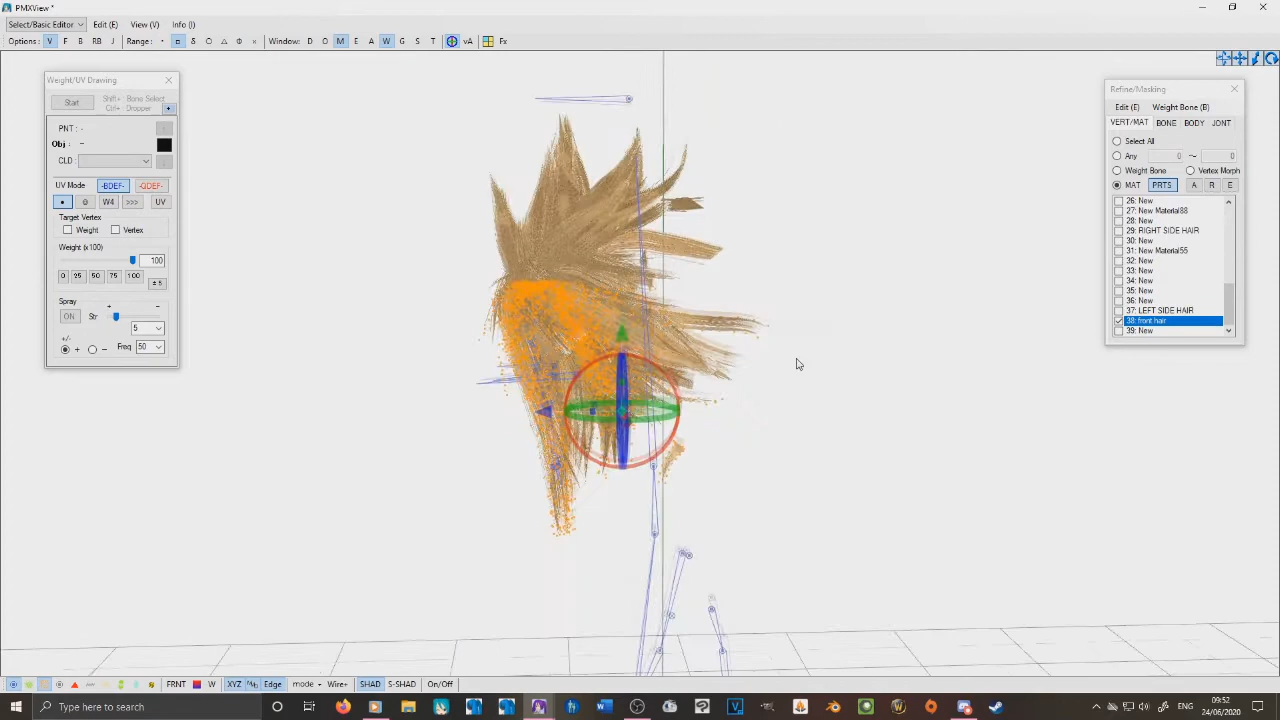 PMXView *
Select/Basic Editor Edit (E) View (V) Info (I)
Options: V F B RB J Range: Window: D O M E A W G S T vA Fx
Weight/UV Drawing
Start Shift+ Bone Select
Ctrl+ Dropper +
PNT : -
Obj : -
CLD :
UV Mode -BDEF- -QDEF-
W4 >>> UV
Target Vertex
Weight Vertex
Weight (x100)
100
0 25 50 75 100 ± 5
Spray
ON Str + -
5
+/-
+ - Freq 50
Refine/Masking
Edit (E) Weight Bone (B)
VERT/MAT BONE BODY JOINT
Select All
Any 0 ~ 0
Weight Bone Vertex Morph
MAT PRTS A R E
26: New
27: New Material88
28: New
29: RIGHT SIDE HAIR
30: New
31: New Material55
32: New
33: New
34: New
35: New
36: New
37: LEFT SIDE HAIR
38: front hair
39: New
FRNT W XYZ Edge mode Wire+ SHAD S-SHAD On/Off
Type here to search
ENG
09:52
24/06/2020